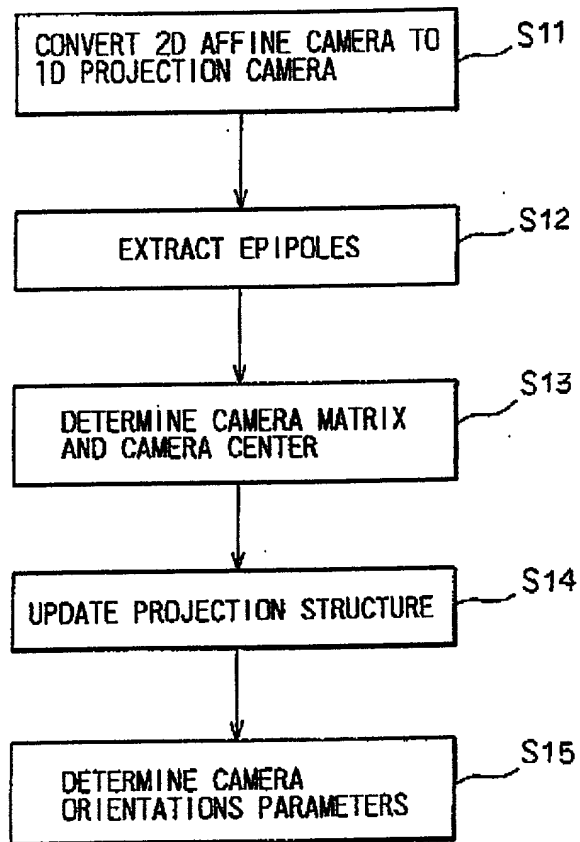 CONVERT 2D AFFINE CAMERA TO
1D PROJECTION CAMERA
S11
EXTRACT EPIPOLES
S12
DETERMINE CAMERA MATRIX
AND CAMERA CENTER
S13
UPDATE PROJECTION STRUCTURE
S14
DETERMINE CAMERA
ORIENTATIONS PARAMETERS
S15